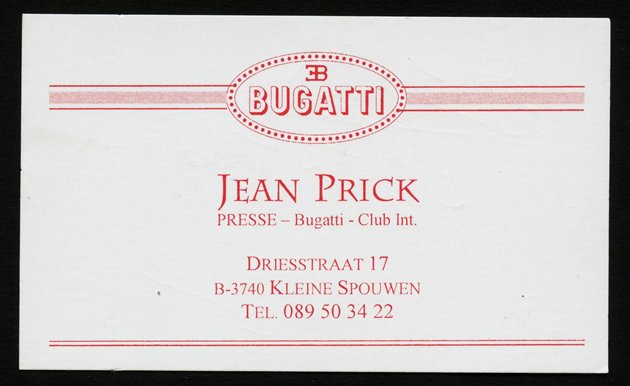 EB
BUGATTI
JEAN PRICK
PRESSE – Bugatti - Club Int.
DRIESSTRAAT 17
B-3740 KLEINE SPOUWEN
TEL. 089 50 34 22